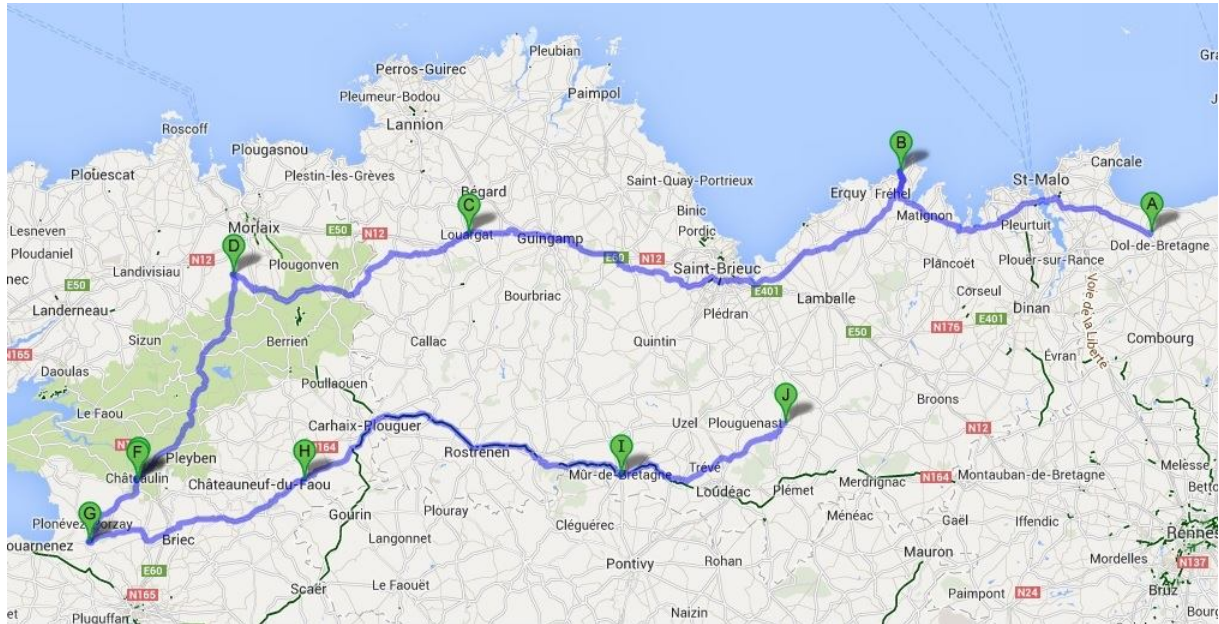 Pleubian
Gra
Perros-Guirec
Pleumeur-Bodou
Paimpol
Lannion
Roscoff
Plougasnou
B
Cancale
Plouescat
Plestin-les-Grèves
Saint-Quay-Portrieux
St-Malo
Bégard
Erquy
Fréhel
A
C
Binic
Matignon
Pleurtuit
Lesneven
Morlaix
E50
N12
Louargat
Guingamp
Pordic
Dol-de-Bretagne
Ploudaniel
D
N12
Plougonven
E50
N12
Saint-Brieuc
Plancoët
Plouer-sur-Rance
Landivisiau
E50
Bourbriac
E401
Lamballe
Corseul
Voie de la Liberté
Landerneau
Plédran
Dinan
N176
E401
Sizun
Berrien
Callac
Quintin
E50
Combourg
N165
Évran
Daoulas
Poullaouen
J
Broons
Le Faou
Carhaix-Plouguer
Uzel
Plouguenast
N12
F
Pleyben
H
N164
Rostrenen
I
Châteaulin
Châteauneuf-du-Faou
Mûr-de-Bretagne
Trévé
Merdrignac
N164
Montauban-de-Bretagne
Melesse
Loudéac
Plémet
Betto
G
Gourin
Plouray
Plonévez-Porzay
Cléguérec
Ménéac
Gaël
Iffendic
Rennes
ouarnenez
Briec
Langonnet
Pontivy
Rohan
Mauron
Mordelles
N137
E60
Le Faouët
Scaër
N165
Naizin
Paimpont
N24
Bruz
Pluguffan
Bourg